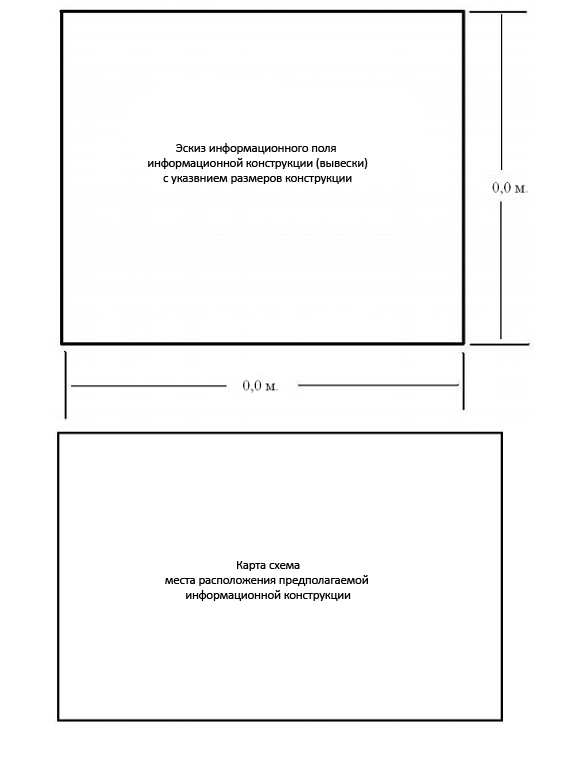 Эскиз информационного поля
информационной конструкции (вывески)
с указвнием размеров конструкции
0,0 м.
0,0 м.
Карта схема
места расположения предполагаемой
информационной конструкции